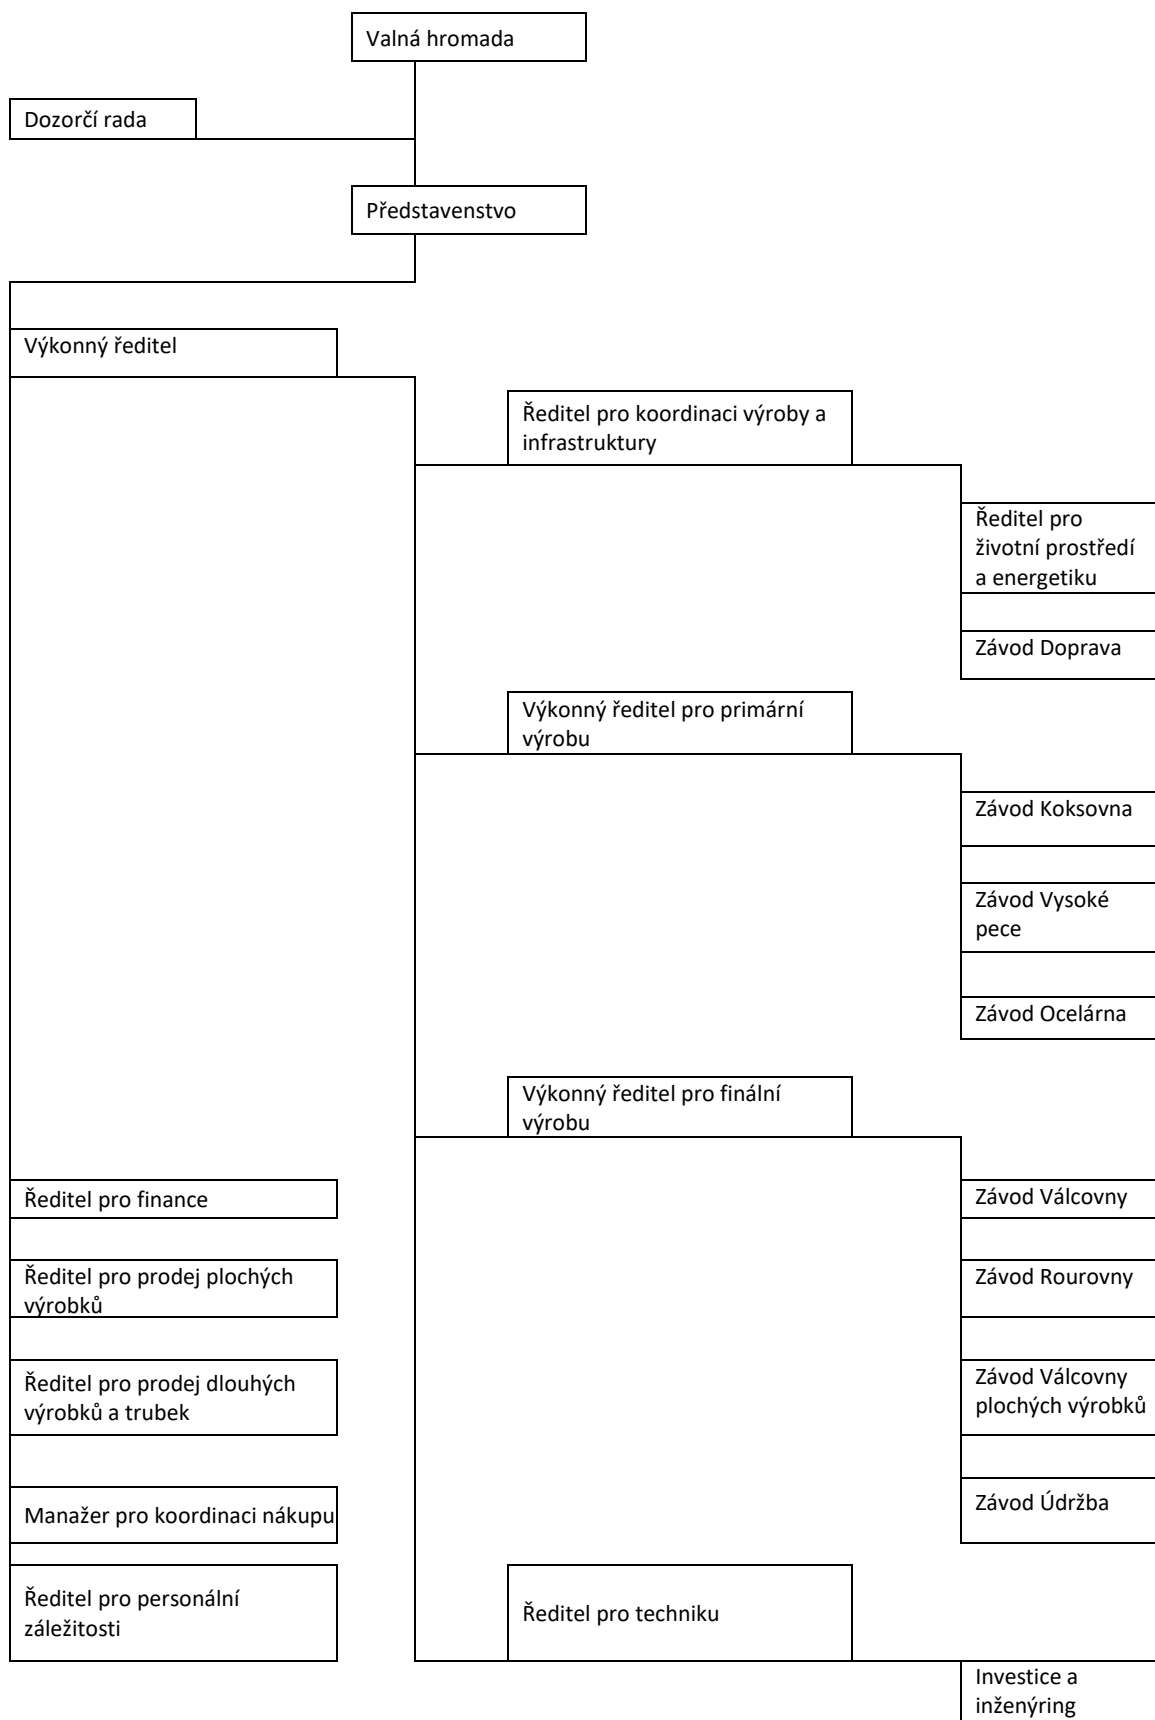 Valná hromada
Dozorčí rada
Představenstvo
Výkonný ředitel
Ředitel pro koordinaci výroby a
infrastruktury
Ředitel pro
životní prostředí
a energetiku
Závod Doprava
Výkonný ředitel pro primární
výrobu
Závod Koksovna
Závod Vysoké
pece
Závod Ocelárna
Výkonný ředitel pro finální
výrobu
Ředitel pro finance
Závod Válcovny
Ředitel pro prodej plochých
výrobků
Závod Rourovny
Ředitel pro prodej dlouhých
výrobků a trubek
Závod Válcovny
plochých výrobků
Manažer pro koordinaci nákupu
Závod Údržba
Ředitel pro personální
záležitosti
Ředitel pro techniku
Investice a
inženýring